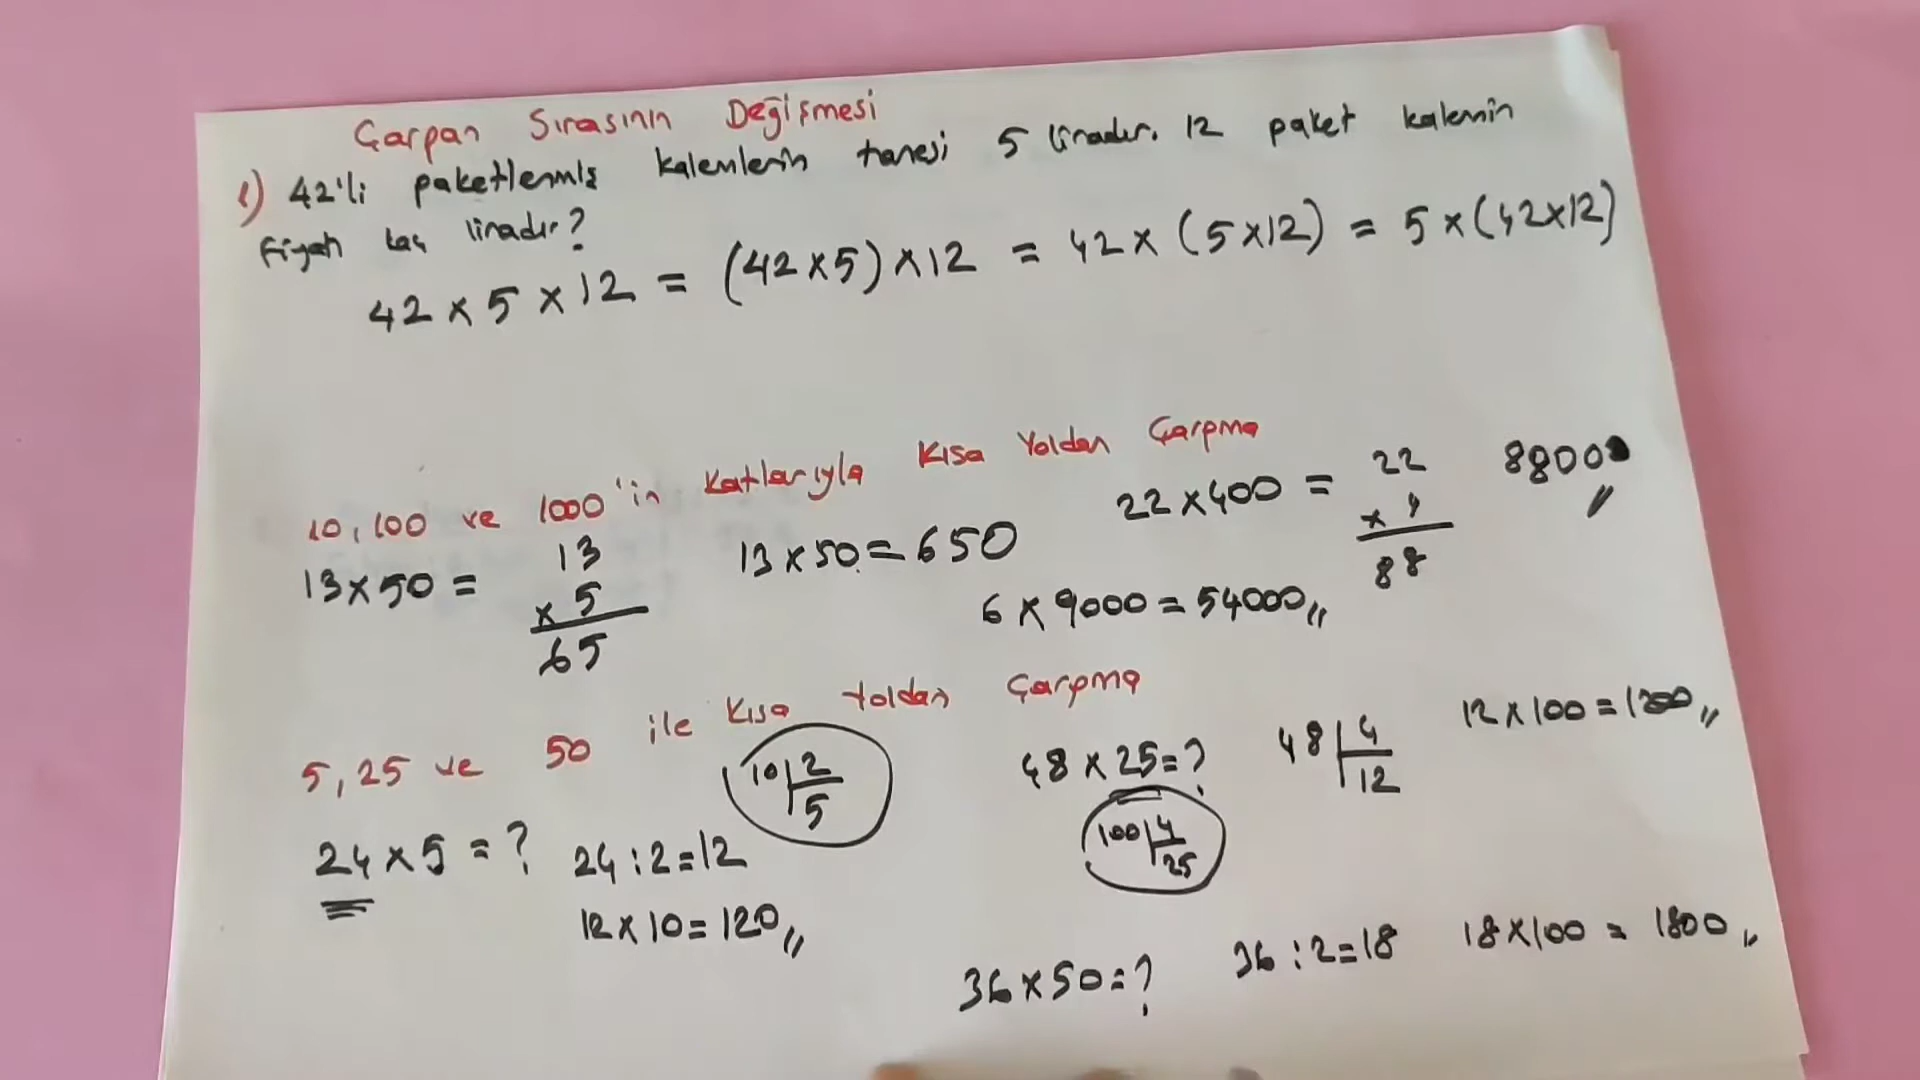 Çarpan Sırasının Değişmesi
1) 42'li paketlenmiş kalemlerin tanesi 5 liradır. 12 paket kalemin
fiyatı kaç liradır?
42 x 5 x 12 = (42 x 5) x 12 = 42 x (5 x 12) = 5 x (42 x 12)
10, 100 ve 1000'in Katlarıyla Kısa Yoldan Çarpma
13 x 50 =
13
x 5
65
13 x 50 = 650
22 x 400 =
22
x 4
88
8800
6 x 9000 = 54000
5, 25 ve 50 ile Kısa Yoldan Çarpma
24 x 5 = ?
10 | 2
5
24 : 2 = 12
12 x 10 = 120
48 x 25 = ?
100 | 4
25
48 | 4
12
12 x 100 = 1200
36 x 50 = ?
36 : 2 = 18
18 x 100 = 1800